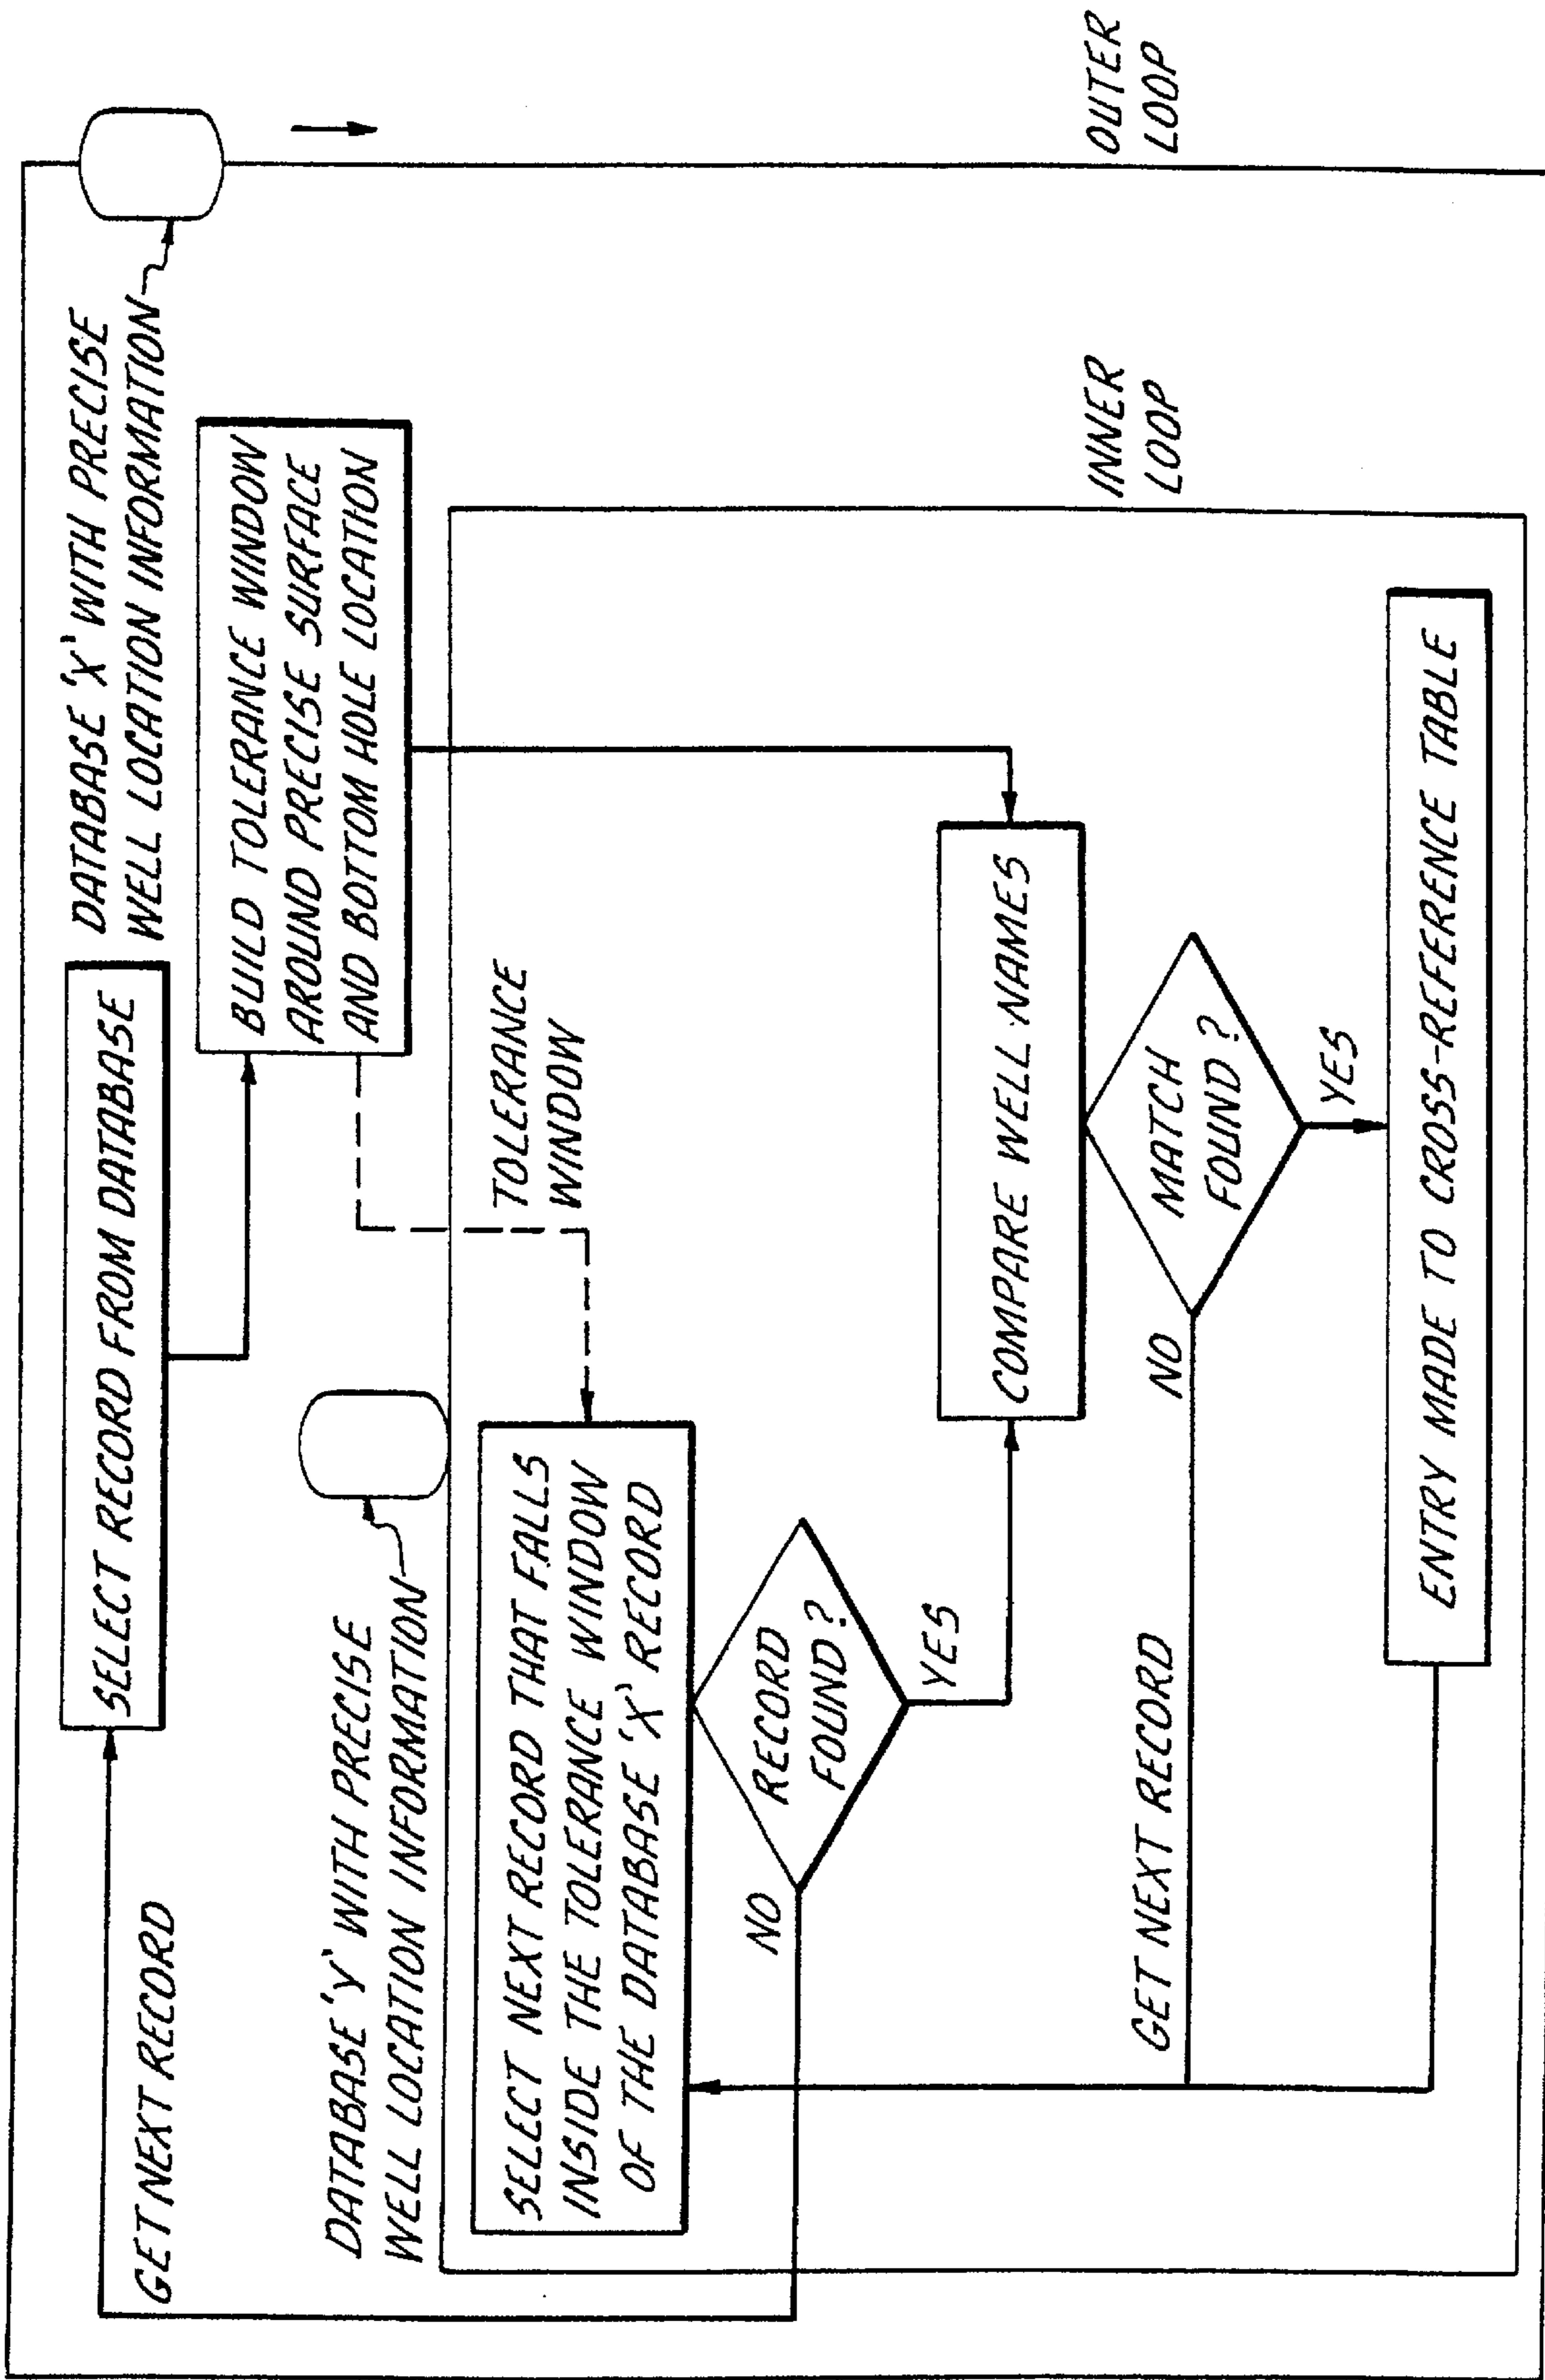 DATABASE 'X' WITH PRECISE
WELL LOCATION INFORMATION
GET NEXT RECORD
SELECT RECORD FROM DATABASE
BUILD TOLERANCE WINDOW
AROUND PRECISE SURFACE
AND BOTTOM HOLE LOCATION
DATABASE 'Y' WITH PRECISE
WELL LOCATION INFORMATION
TOLERANCE
WINDOW
SELECT NEXT RECORD THAT FALLS
INSIDE THE TOLERANCE WINDOW
OF THE DATABASE 'X' RECORD
RECORD
FOUND?
NO
YES
COMPARE WELL NAMES
MATCH
FOUND?
NO
YES
GET NEXT RECORD
ENTRY MADE TO CROSS-REFERENCE TABLE
INNER
LOOP
OUTER
LOOP